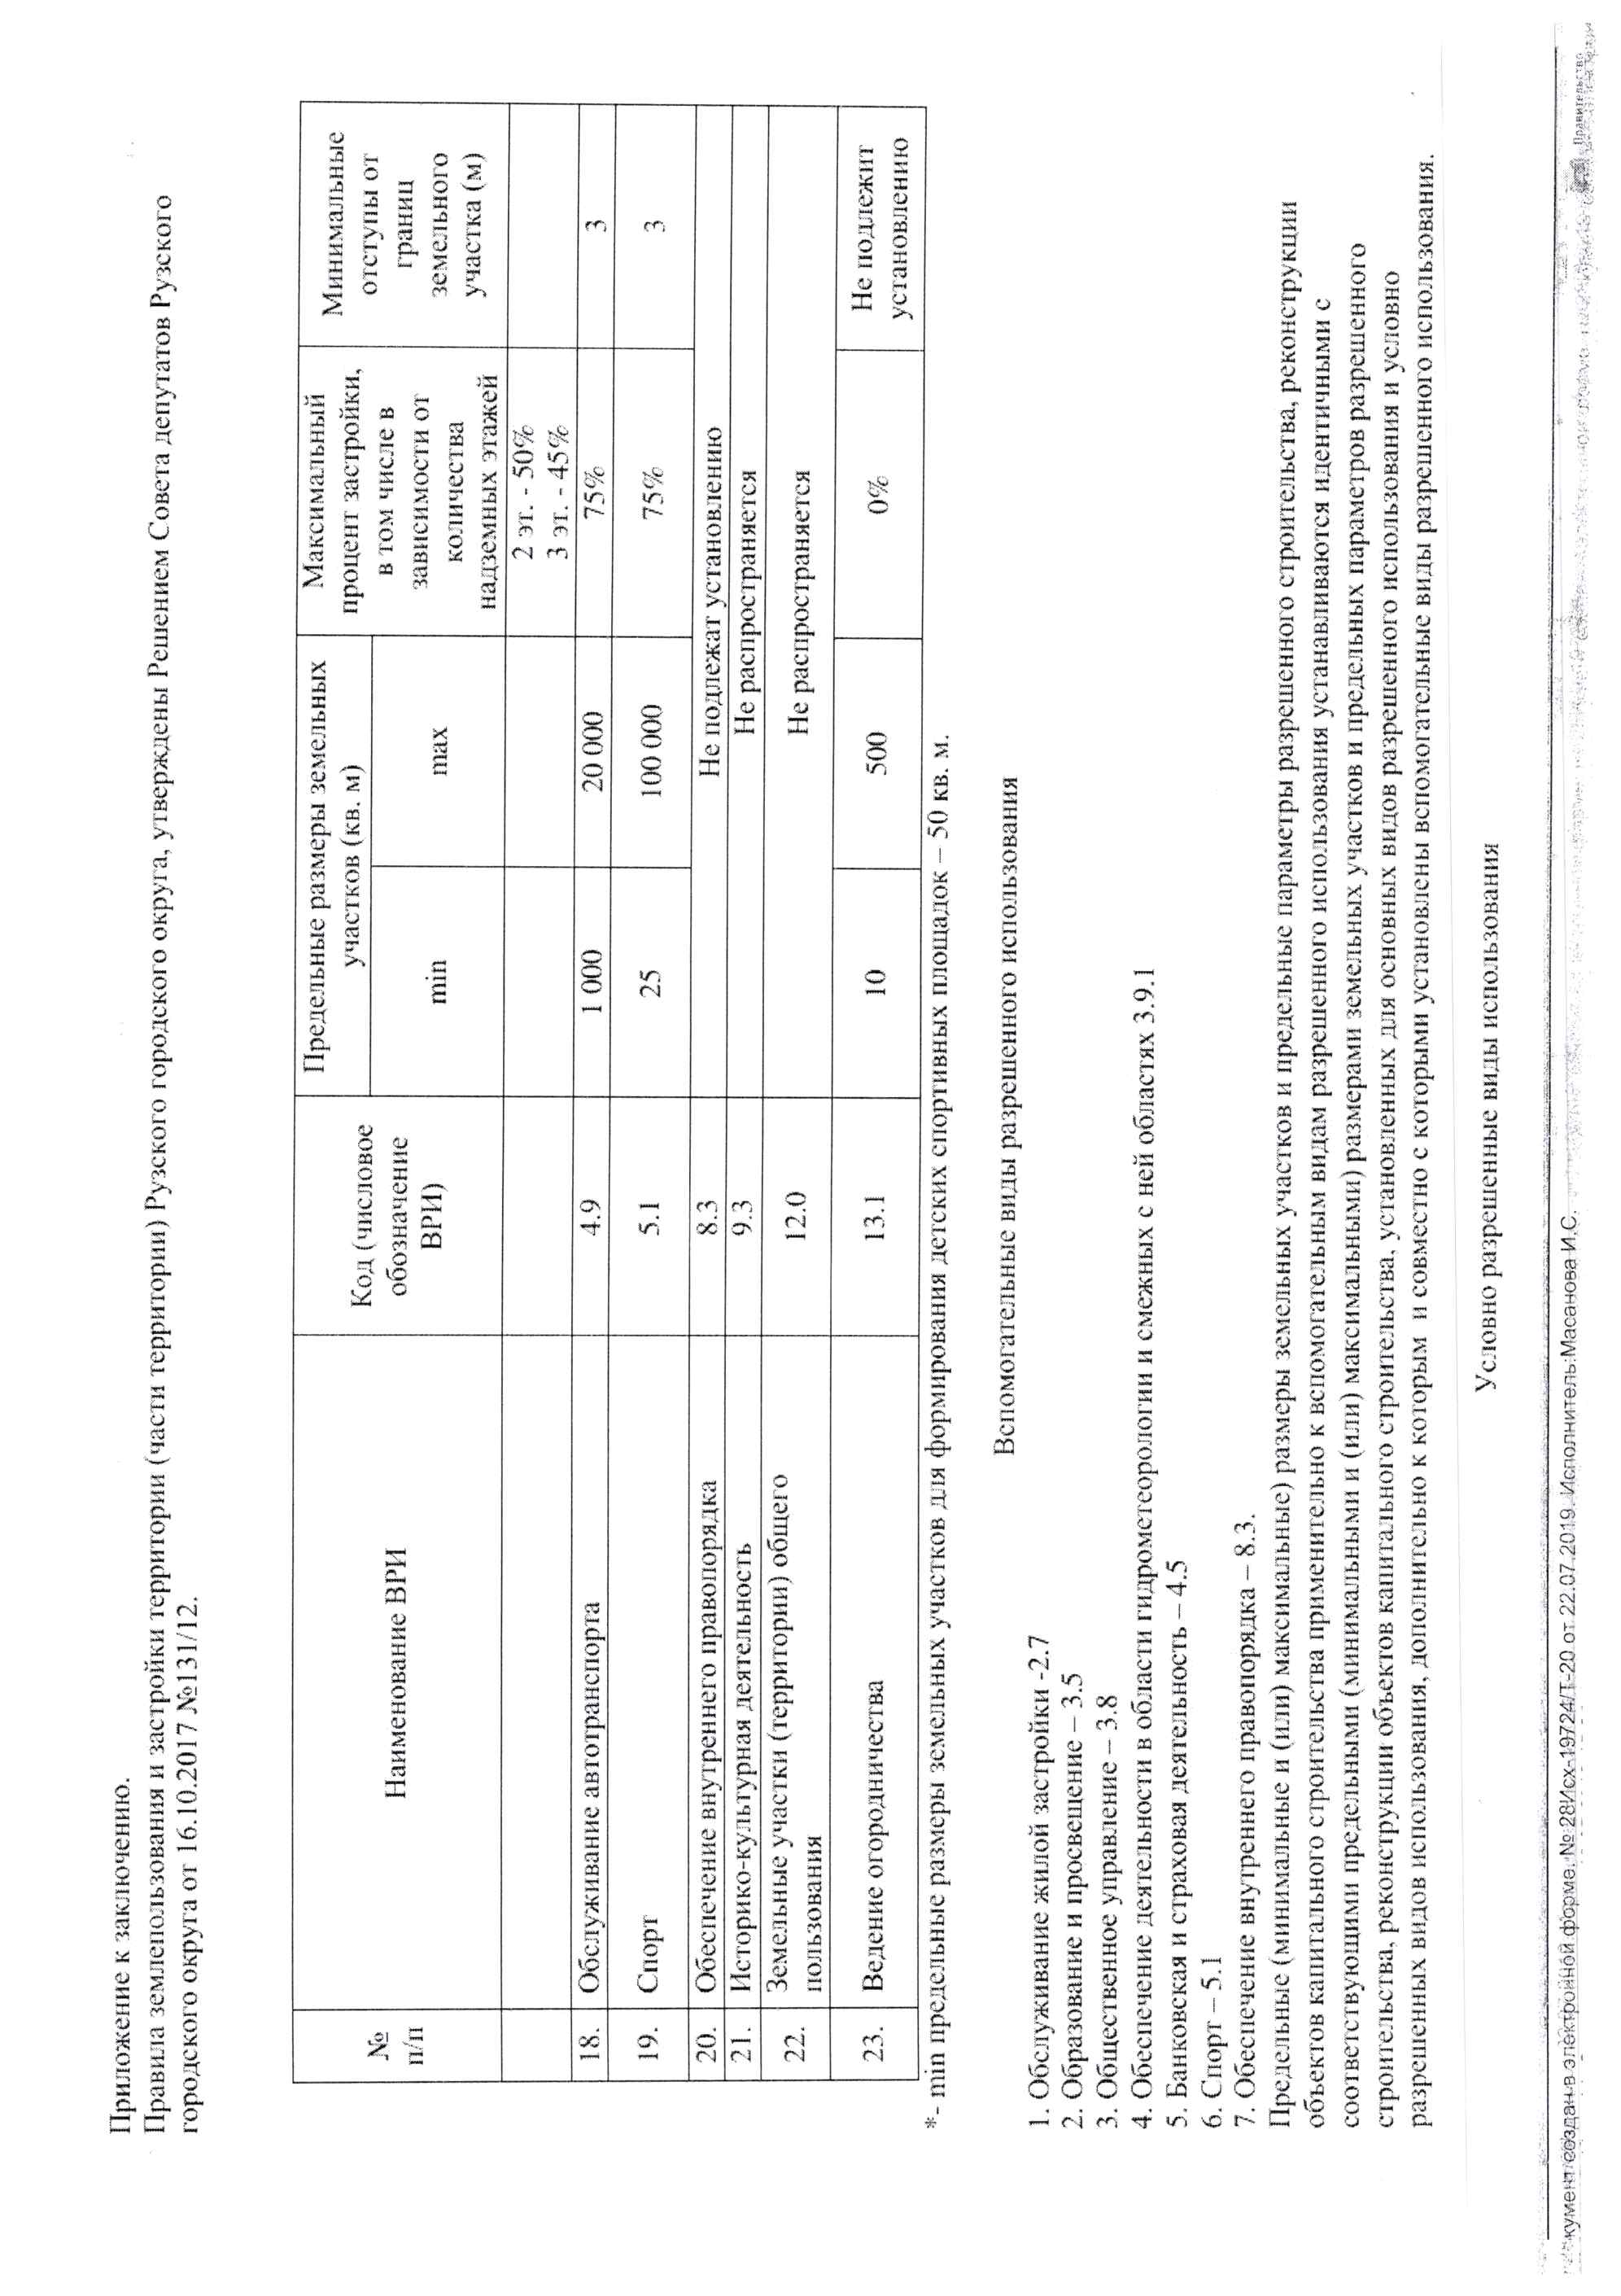 Приложение к заключению.
Правила землепользования и застройки территории (части территории) Рузского городского округа, утверждены Решением Совета депутатов Рузского
городского округа от 16.10.2017 №131/12.
№
п/п
Наименование ВРИ
Код (числовое
обозначение
ВРИ)
Предельные размеры земельных
участков (кв. м)
min
max
Максимальный
процент застройки,
в том числе в
зависимости от
количества
надземных этажей
Минимальные
отступы от
границ
земельного
участка (м)
2 эт. - 50%
3 эт. - 45%
18. Обслуживание автотранспорта 4.9 1 000 20 000 75% 3
19. Спорт 5.1 25 100 000 75% 3
20. Обеспечение внутреннего правопорядка 8.3 Не подлежат установлению
21. Историко-культурная деятельность 9.3 Не распространяется
22. Земельные участки (территории) общего
пользования 12.0 Не распространяется
23. Ведение огородничества 13.1 10 500 0% Не подлежит
установлению
*- min предельные размеры земельных участков для формирования детских спортивных площадок – 50 кв. м.
Вспомогательные виды разрешенного использования
1. Обслуживание жилой застройки -2.7
2. Образование и просвещение – 3.5
3. Общественное управление – 3.8
4. Обеспечение деятельности в области гидрометеорологии и смежных с ней областях 3.9.1
5. Банковская и страховая деятельность – 4.5
6. Спорт – 5.1
7. Обеспечение внутреннего правопорядка – 8.3.
Предельные (минимальные и (или) максимальные) размеры земельных участков и предельные параметры разрешенного строительства, реконструкции
объектов капитального строительства применительно к вспомогательным видам разрешенного использования устанавливаются идентичными с
соответствующими предельными (минимальными и (или) максимальными) размерами земельных участков и предельных параметров разрешенного
строительства, реконструкции объектов капитального строительства, установленных для основных видов разрешенного использования и условно
разрешенных видов использования, дополнительно к которым и совместно с которыми установлены вспомогательные виды разрешенного использования.
Условно разрешенные виды использования
кумент создан в электронной форме. № 28Исх-19724/Т-20 от 22.07.2019. Исполнитель:Масанова И.С.
Правительство